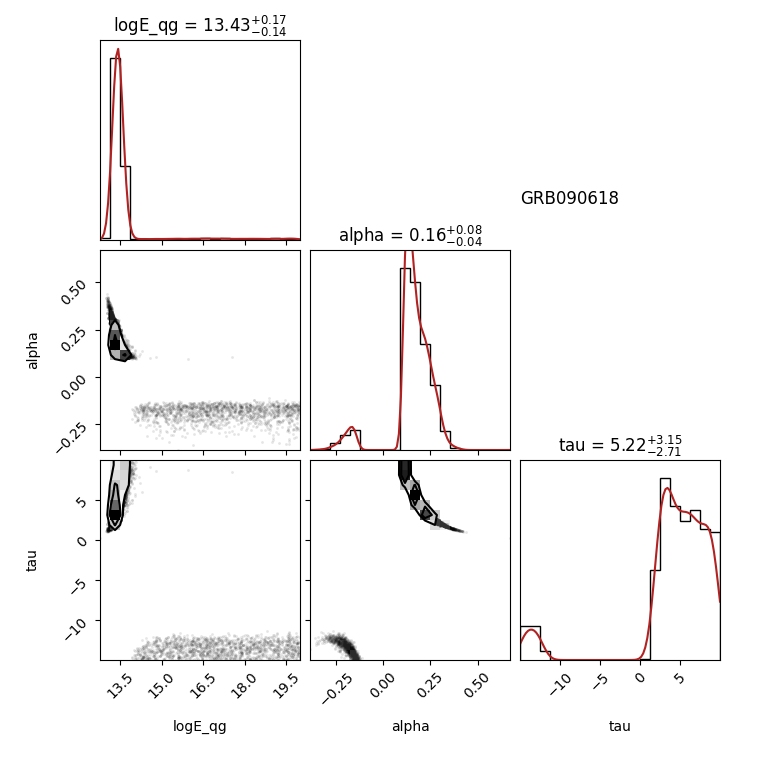 logE_qg = 13.43+0.17−0.14
GRB090618
alpha = 0.16+0.08−0.04
0.50
0.25
0.00
−0.25
alpha
tau = 5.22+3.15−2.71
5
0
−5
−10
tau
13.5 15.0 16.5 18.0 19.5
−0.25 0.00 0.25 0.50
−10 −5 0 5
logE_qg alpha tau